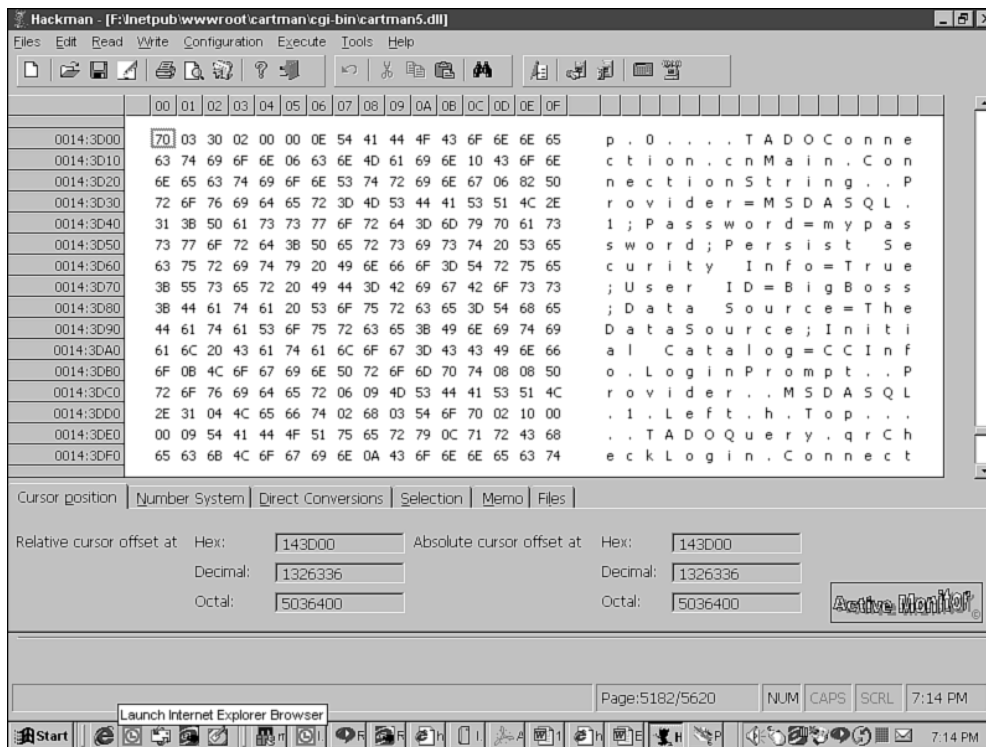 Hackman - [F:\Inetpub\wwwroot\cartman\cgi-bin\cartman5.dll]
Files Edit Read Write Configuration Execute Tools Help
00 01 02 03 04 05 06 07 08 09 0A 0B 0C 0D 0E 0F
0014:3D00 70 03 30 02 00 00 0E 54 41 44 4F 43 6F 6E 6E 65 p . 0 . . . . T A D O C o n n e
0014:3D10 63 74 69 6F 6E 06 63 6E 4D 61 69 6E 10 43 6F 6E c t i o n . c n M a i n . C o n
0014:3D20 6E 65 63 74 69 6F 6E 53 74 72 69 6E 67 06 82 50 n e c t i o n S t r i n g . . P
0014:3D30 72 6F 76 69 64 65 72 3D 4D 53 44 41 53 51 4C 2E r o v i d e r = M S D A S Q L .
0014:3D40 31 3B 50 61 73 73 77 6F 72 64 3D 6D 79 70 61 73 1 ; P a s s w o r d = m y p a s
0014:3D50 73 77 6F 72 64 3B 50 65 72 73 69 73 74 20 53 65 s w o r d ; P e r s i s t S e
0014:3D60 63 75 72 69 74 79 20 49 6E 66 6F 3D 54 72 75 65 c u r i t y I n f o = T r u e
0014:3D70 3B 55 73 65 72 20 49 44 3D 42 69 67 42 6F 73 73 ; U s e r I D = B i g B o s s
0014:3D80 3B 44 61 74 61 20 53 6F 75 72 63 65 3D 54 68 65 ; D a t a S o u r c e = T h e
0014:3D90 44 61 74 61 53 6F 75 72 63 65 3B 49 6E 69 74 69 D a t a S o u r c e ; I n i t i
0014:3DA0 61 6C 20 43 61 74 61 6C 6F 67 3D 43 43 49 6E 66 a l C a t a l o g = C C I n f
0014:3DB0 6F 0B 4C 6F 67 69 6E 50 72 6F 6D 70 74 08 08 50 o . L o g i n P r o m p t . . P
0014:3DC0 72 6F 76 69 64 65 72 06 09 4D 53 44 41 53 51 4C r o v i d e r . . M S D A S Q L
0014:3DD0 2E 31 04 4C 65 66 74 02 68 03 54 6F 70 02 10 00 . 1 . L e f t . h . T o p . . .
0014:3DE0 00 09 54 41 44 4F 51 75 65 72 79 0C 71 72 43 68 . . T A D O Q u e r y . q r C h
0014:3DF0 65 63 6B 4C 6F 67 69 6E 0A 43 6F 6E 6E 65 63 74 e c k L o g i n . C o n n e c t
Cursor position Number System Direct Conversions Selection Memo Files
Relative cursor offset at Hex: 143D00 Absolute cursor offset at Hex: 143D00
Decimal: 1326336 Decimal: 1326336
Octal: 5036400 Octal: 5036400
Active Monitor ©
Page:5182/5620 NUM CAPS SCRL 7:14 PM
Launch Internet Explorer Browser
Start 7:14 PM